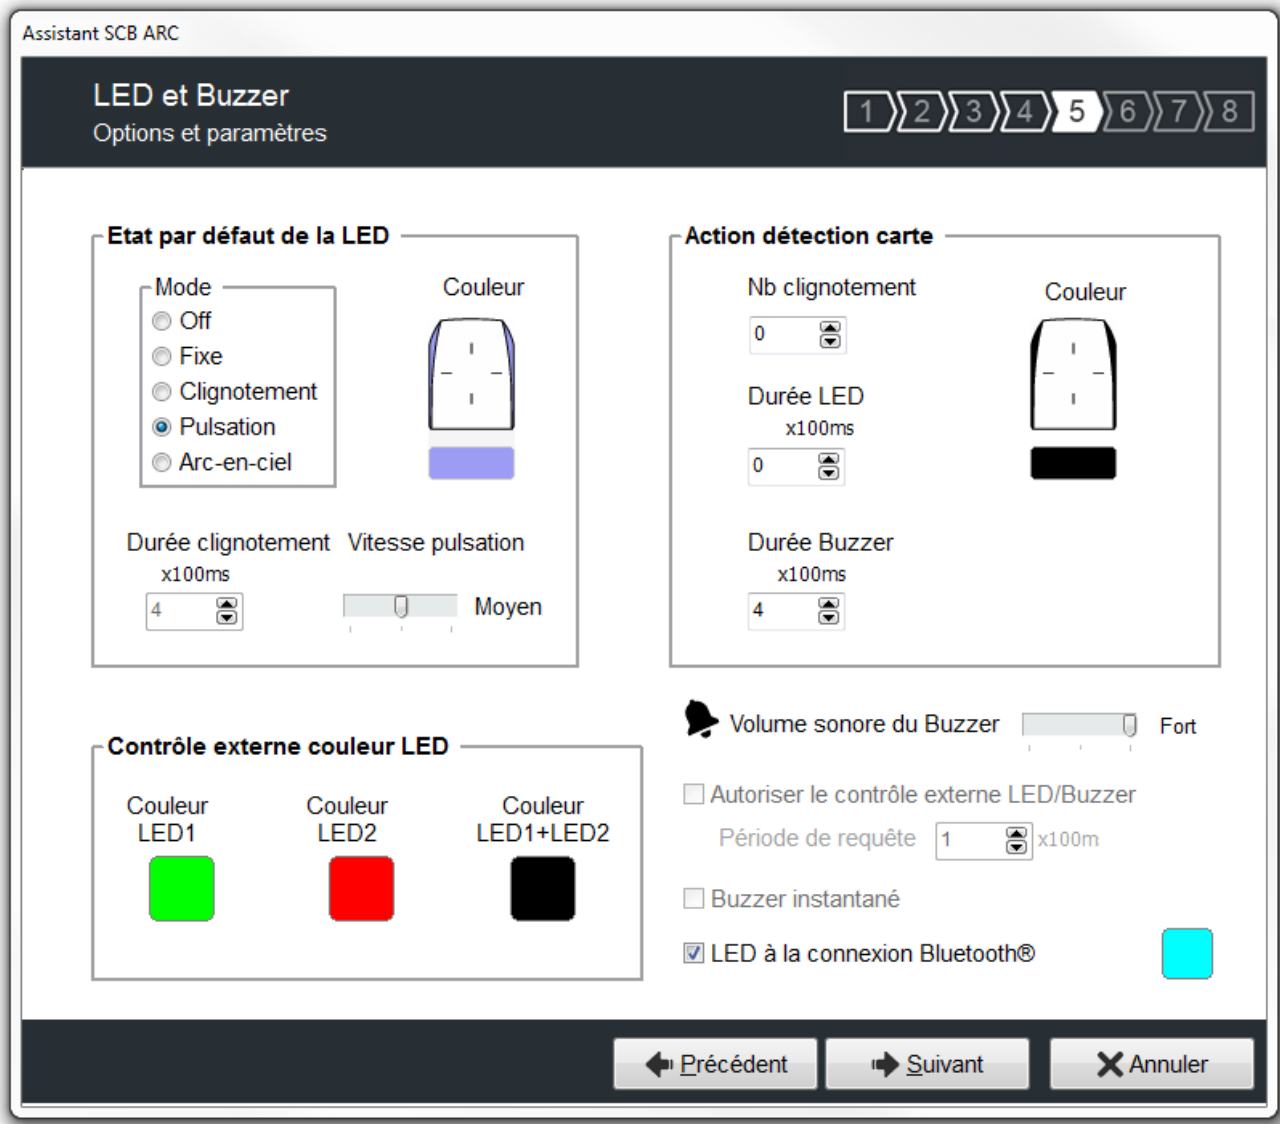 Assistant SCB ARC
LED et Buzzer
Options et paramètres
1 2 3 4 5 6 7 8
Etat par défaut de la LED
Mode
Off
Fixe
Clignotement
Pulsation
Arc-en-ciel
Couleur
Durée clignotement
x100ms
4
Vitesse pulsation
Moyen
Action détection carte
Nb clignotement
0
Couleur
Durée LED
x100ms
0
Durée Buzzer
x100ms
4
Contrôle externe couleur LED
Couleur
LED1
Couleur
LED2
Couleur
LED1+LED2
Volume sonore du Buzzer
Fort
Autoriser le contrôle externe LED/Buzzer
Période de requête
1
x100m
Buzzer instantané
LED à la connexion Bluetooth®
Précédent
Suivant
Annuler